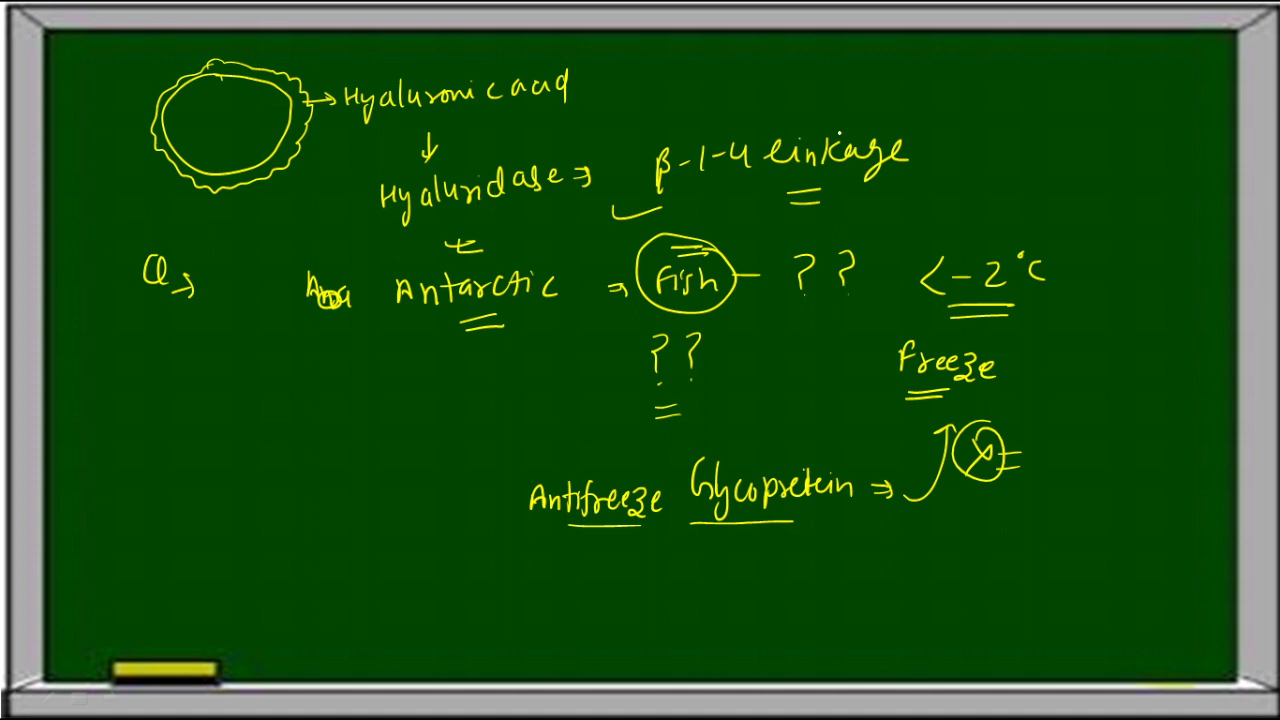 → Hyaluronic acid
↓
Hyaluridase ⇒ β-1-4 linkage
Q → Antarctic ⇒ Fish - ? ? < -2°C
? ? Freeze
Antifreeze Glycoprotein ⇒